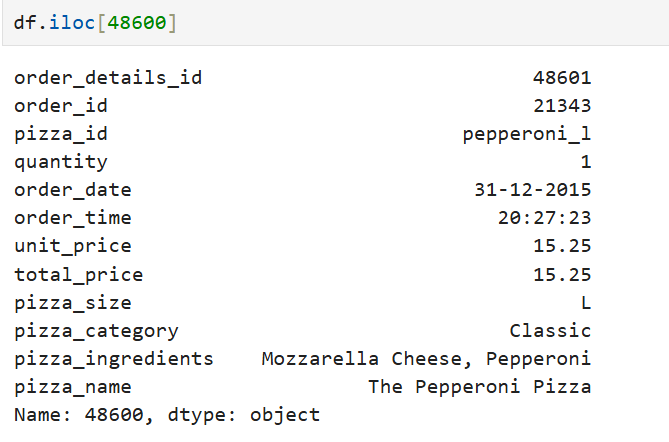 df.iloc[48600]
order_details_id 48601
order_id 21343
pizza_id pepperoni_l
quantity 1
order_date 31-12-2015
order_time 20:27:23
unit_price 15.25
total_price 15.25
pizza_size L
pizza_category Classic
pizza_ingredients Mozzarella Cheese, Pepperoni
pizza_name The Pepperoni Pizza
Name: 48600, dtype: object